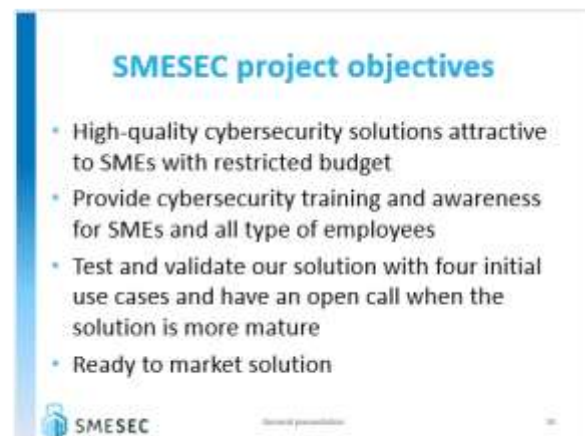 SMESEC project objectives
• High-quality cybersecurity solutions attractive
to SMEs with restricted budget
• Provide cybersecurity training and awareness
for SMEs and all type of employees
• Test and validate our solution with four initial
use cases and have an open call when the
solution is more mature
• Ready to market solution
SMESEC
General presentation